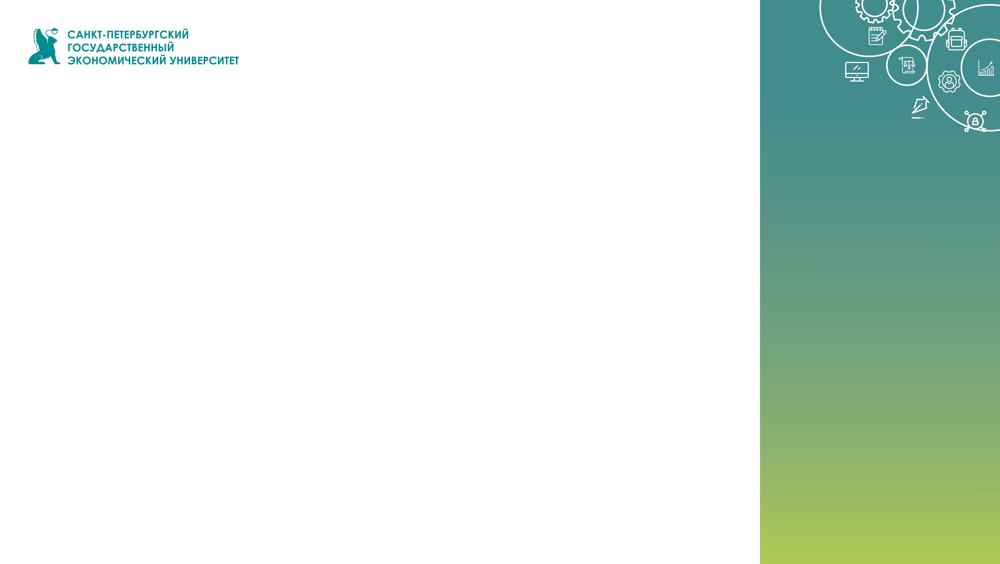 САНКТ-ПЕТЕРБУРГСКИЙ
ГОСУДАРСТВЕННЫЙ
ЭКОНОМИЧЕСКИЙ УНИВЕРСИТЕТ